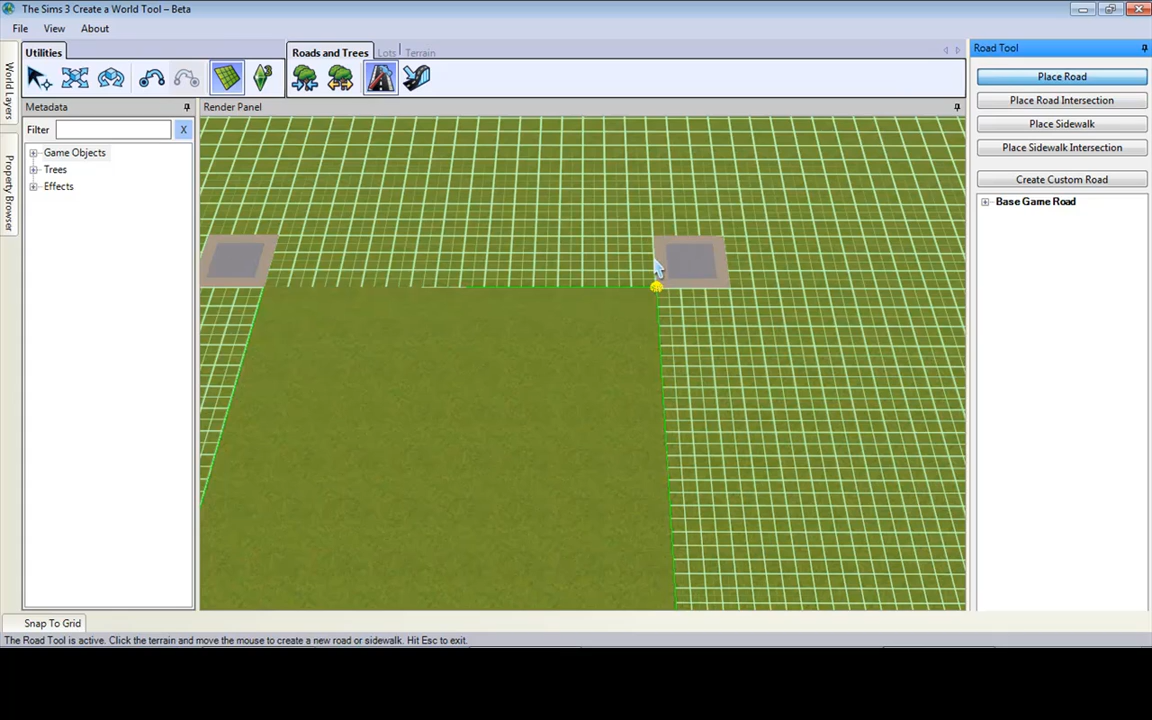 The Sims 3 Create a World Tool – Beta
File View About
World Layers
Property Browser
Utilities
Roads and Trees Lots Terrain
Metadata
Filter X
Game Objects
Trees
Effects
Render Panel
Road Tool
Place Road
Place Road Intersection
Place Sidewalk
Place Sidewalk Intersection
Create Custom Road
Base Game Road
Snap To Grid
The Road Tool is active. Click the terrain and move the mouse to create a new road or sidewalk. Hit Esc to exit.